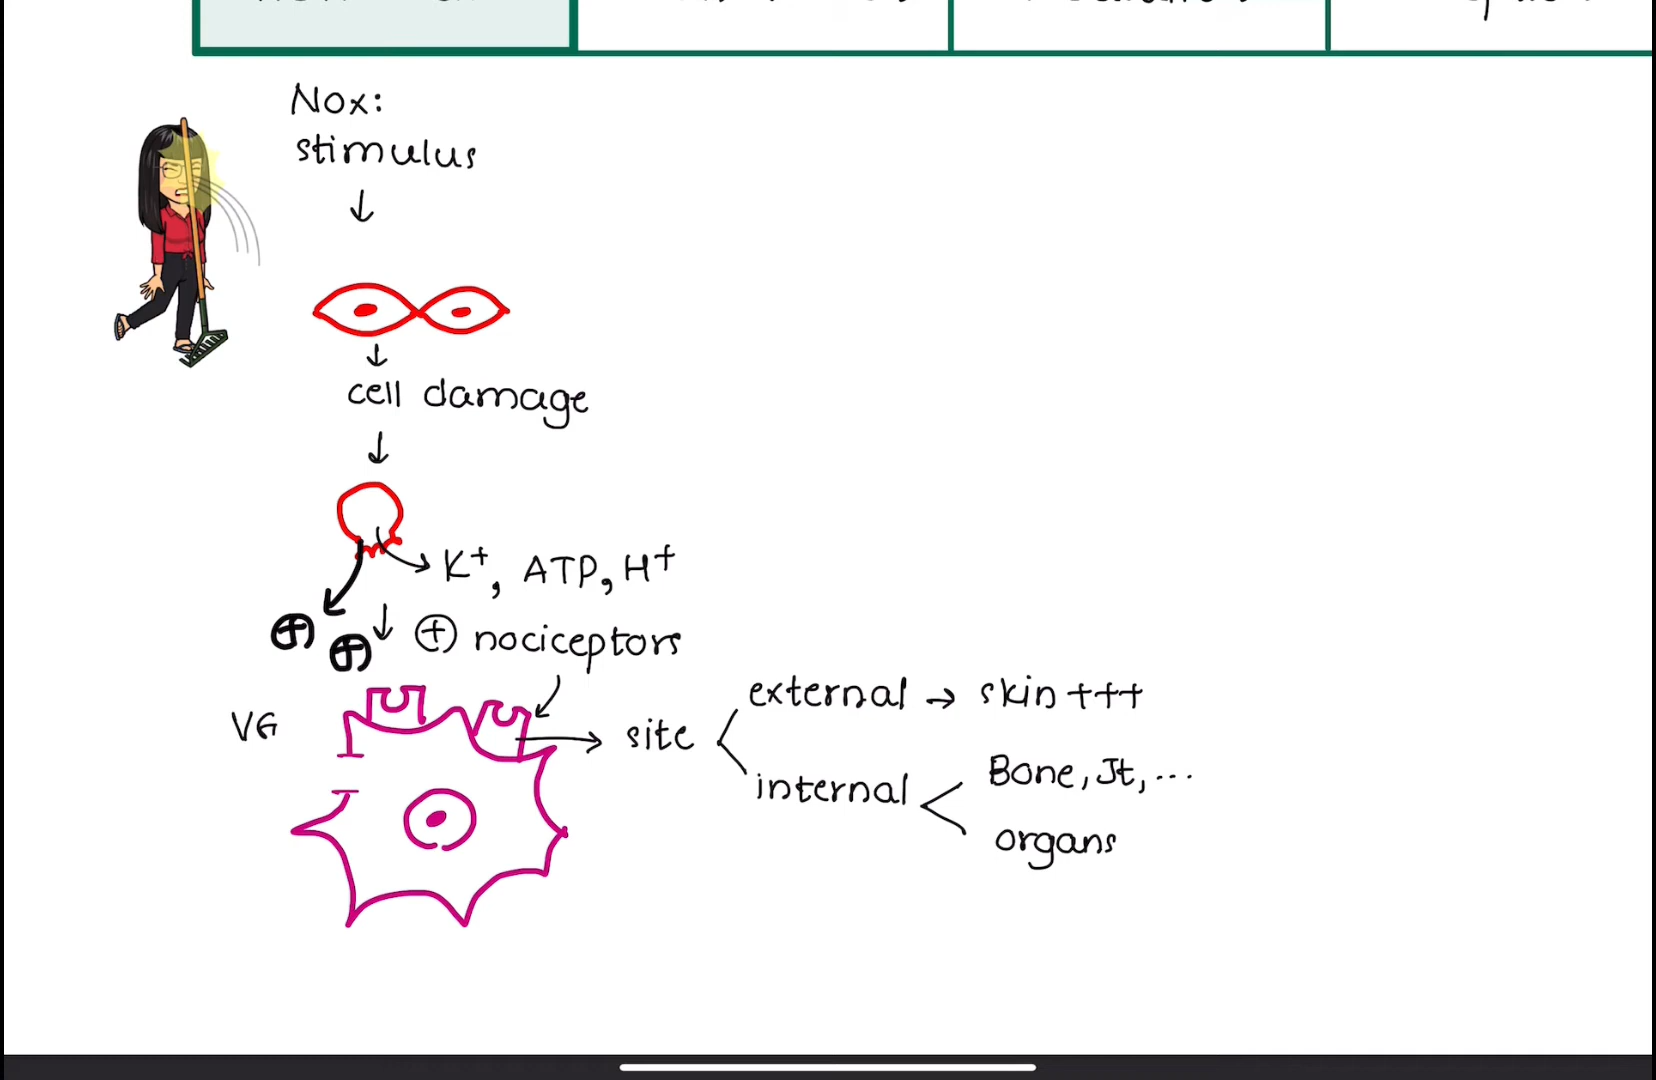 Nox:
stimulus
↓
↓
cell damage
↓
→ K+, ATP, H+
⊕ ⊕ ↓ ⊕ nociceptors
external → skin +++
VG
→ site
Bone, Jt, ...
internal
organs